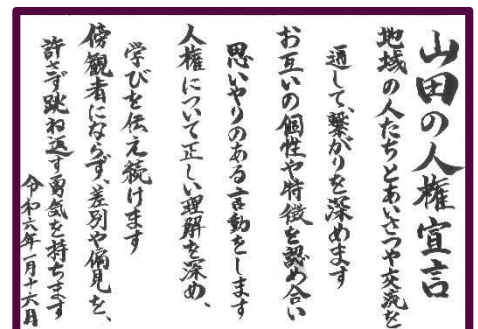 山田の人権宣言
地域の人たちとあいさつや交流を
通して、繋がりを深めます
お互いの個性や特徴を認め合い
思いやりのある言動をします
人権について正しい理解を深め、
学びを伝え続けます
傍観者にならず、差別や偏見を、
許さず跳ね返す勇気を持ちます
令和六年一月十六日